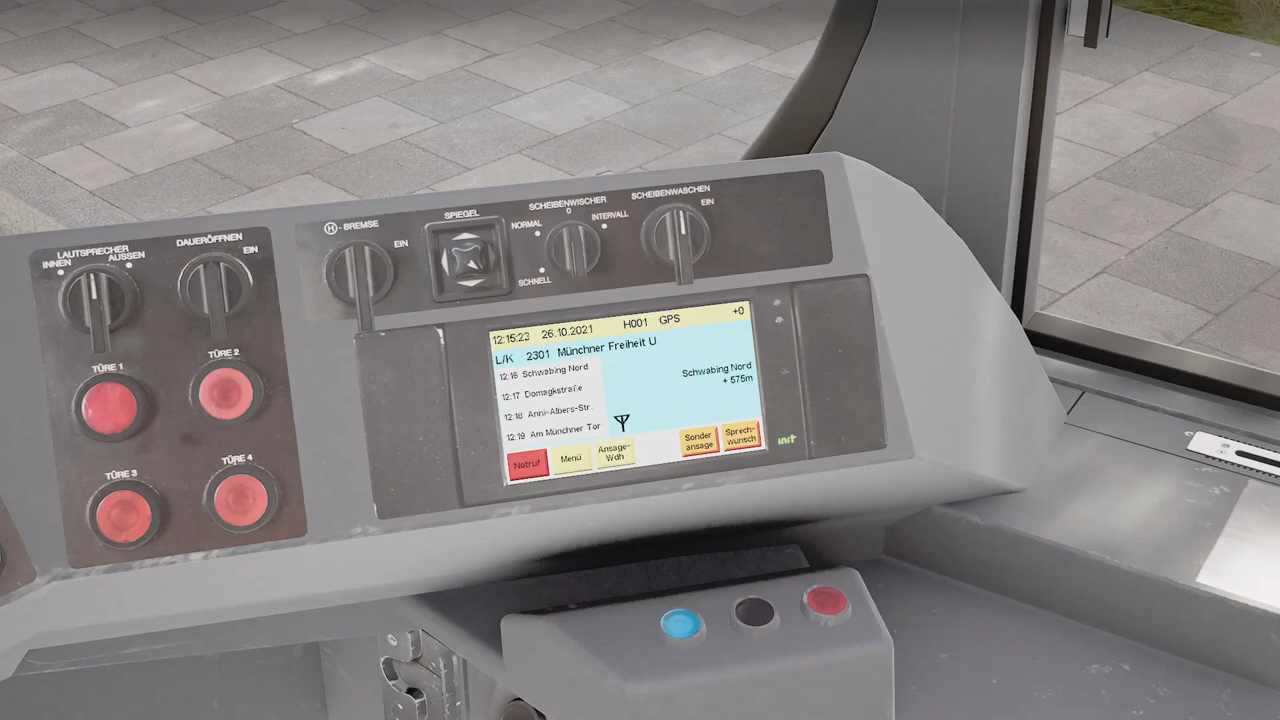 LAUTSPRECHER
INNEN AUSSEN
DAUERÖFFNEN
EIN
TÜRE 1
TÜRE 2
TÜRE 3
TÜRE 4
H-BREMSE
EIN
SPIEGEL
SCHEIBENWISCHER
0
NORMAL INTERVALL
SCHNELL
SCHEIBENWASCHEN
EIN
12:15:23 26.10.2021 H001 GPS +0
L/K 2301 Münchner Freiheit U
12:16 Schwabing Nord
12:17 Domagkstraße
12:18 Anni-Albers-Str.
12:19 Am Münchner Tor
Schwabing Nord
+ 575m
Notruf
Menü
Ansage-
Wdh
Sonder
ansage
Sprech-
wunsch
init